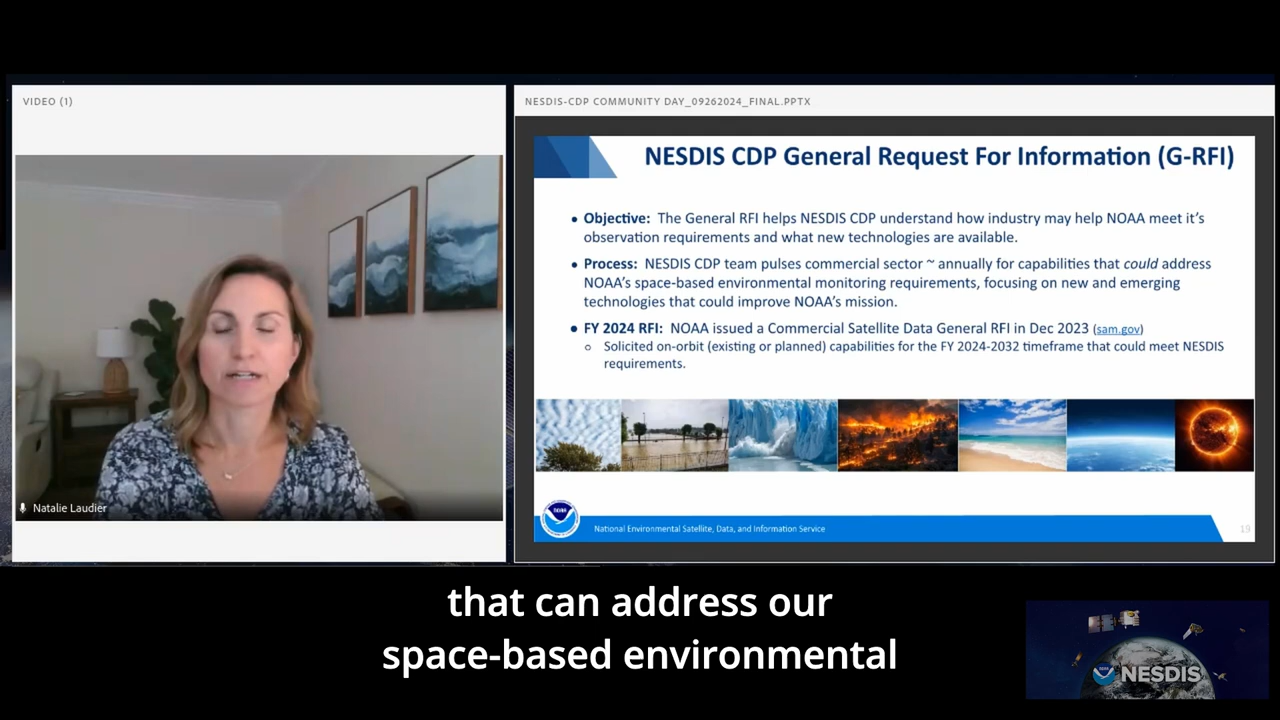 VIDEO (1)
NESDIS-CDP COMMUNITY DAY_09262024_FINAL.PPTX
NESDIS CDP General Request For Information (G-RFI)
● Objective: The General RFI helps NESDIS CDP understand how industry may help NOAA meet it's
observation requirements and what new technologies are available.
● Process: NESDIS CDP team pulses commercial sector ~ annually for capabilities that could address
NOAA's space-based environmental monitoring requirements, focusing on new and emerging
technologies that could improve NOAA's mission.
● FY 2024 RFI: NOAA issued a Commercial Satellite Data General RFI in Dec 2023 (sam.gov)
○ Solicited on-orbit (existing or planned) capabilities for the FY 2024-2032 timeframe that could meet NESDIS
requirements.
Natalie Laudier
National Environmental Satellite, Data, and Information Service
19
that can address our
space-based environmental
NESDIS